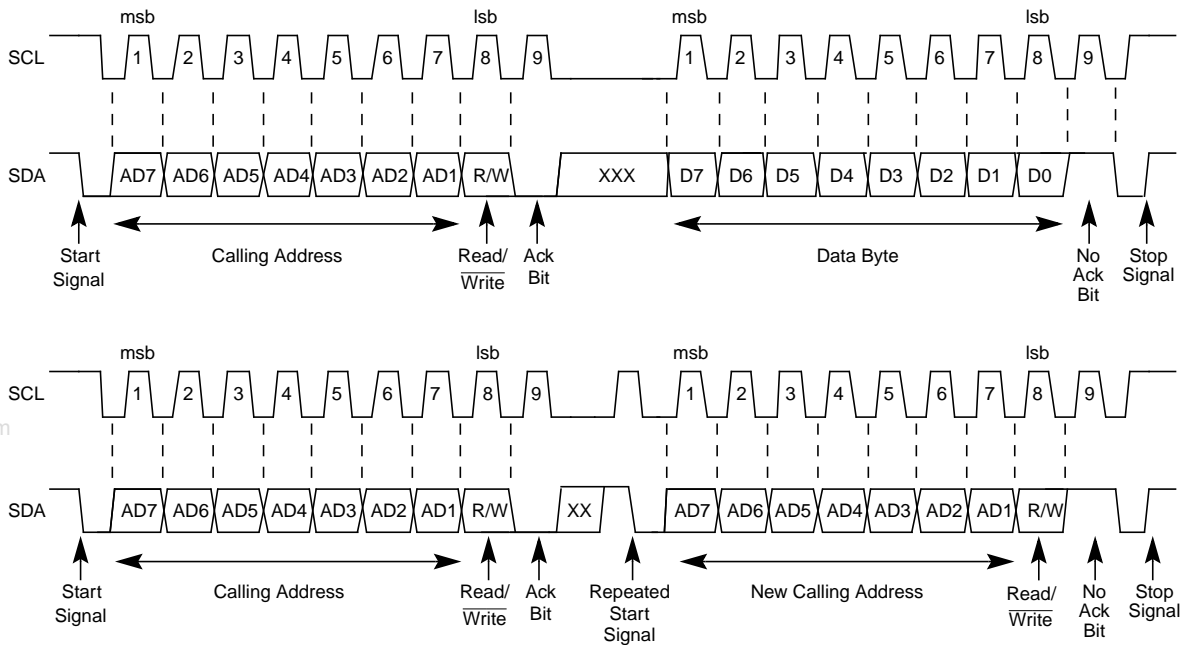 msb lsb msb lsb
SCL 1 2 3 4 5 6 7 8 9 1 2 3 4 5 6 7 8 9
SDA AD7 AD6 AD5 AD4 AD3 AD2 AD1 R/W XXX D7 D6 D5 D4 D3 D2 D1 D0
Start Calling Address Read/ Ack Data Byte No Stop
Signal Write Bit Ack Signal
Bit
msb lsb msb lsb
SCL 1 2 3 4 5 6 7 8 9 1 2 3 4 5 6 7 8 9
m
SDA AD7 AD6 AD5 AD4 AD3 AD2 AD1 R/W XX AD7 AD6 AD5 AD4 AD3 AD2 AD1 R/W
Start Calling Address Read/ Ack Repeated New Calling Address Read/ No Stop
Signal Write Bit Start Write Ack Signal
Signal Bit